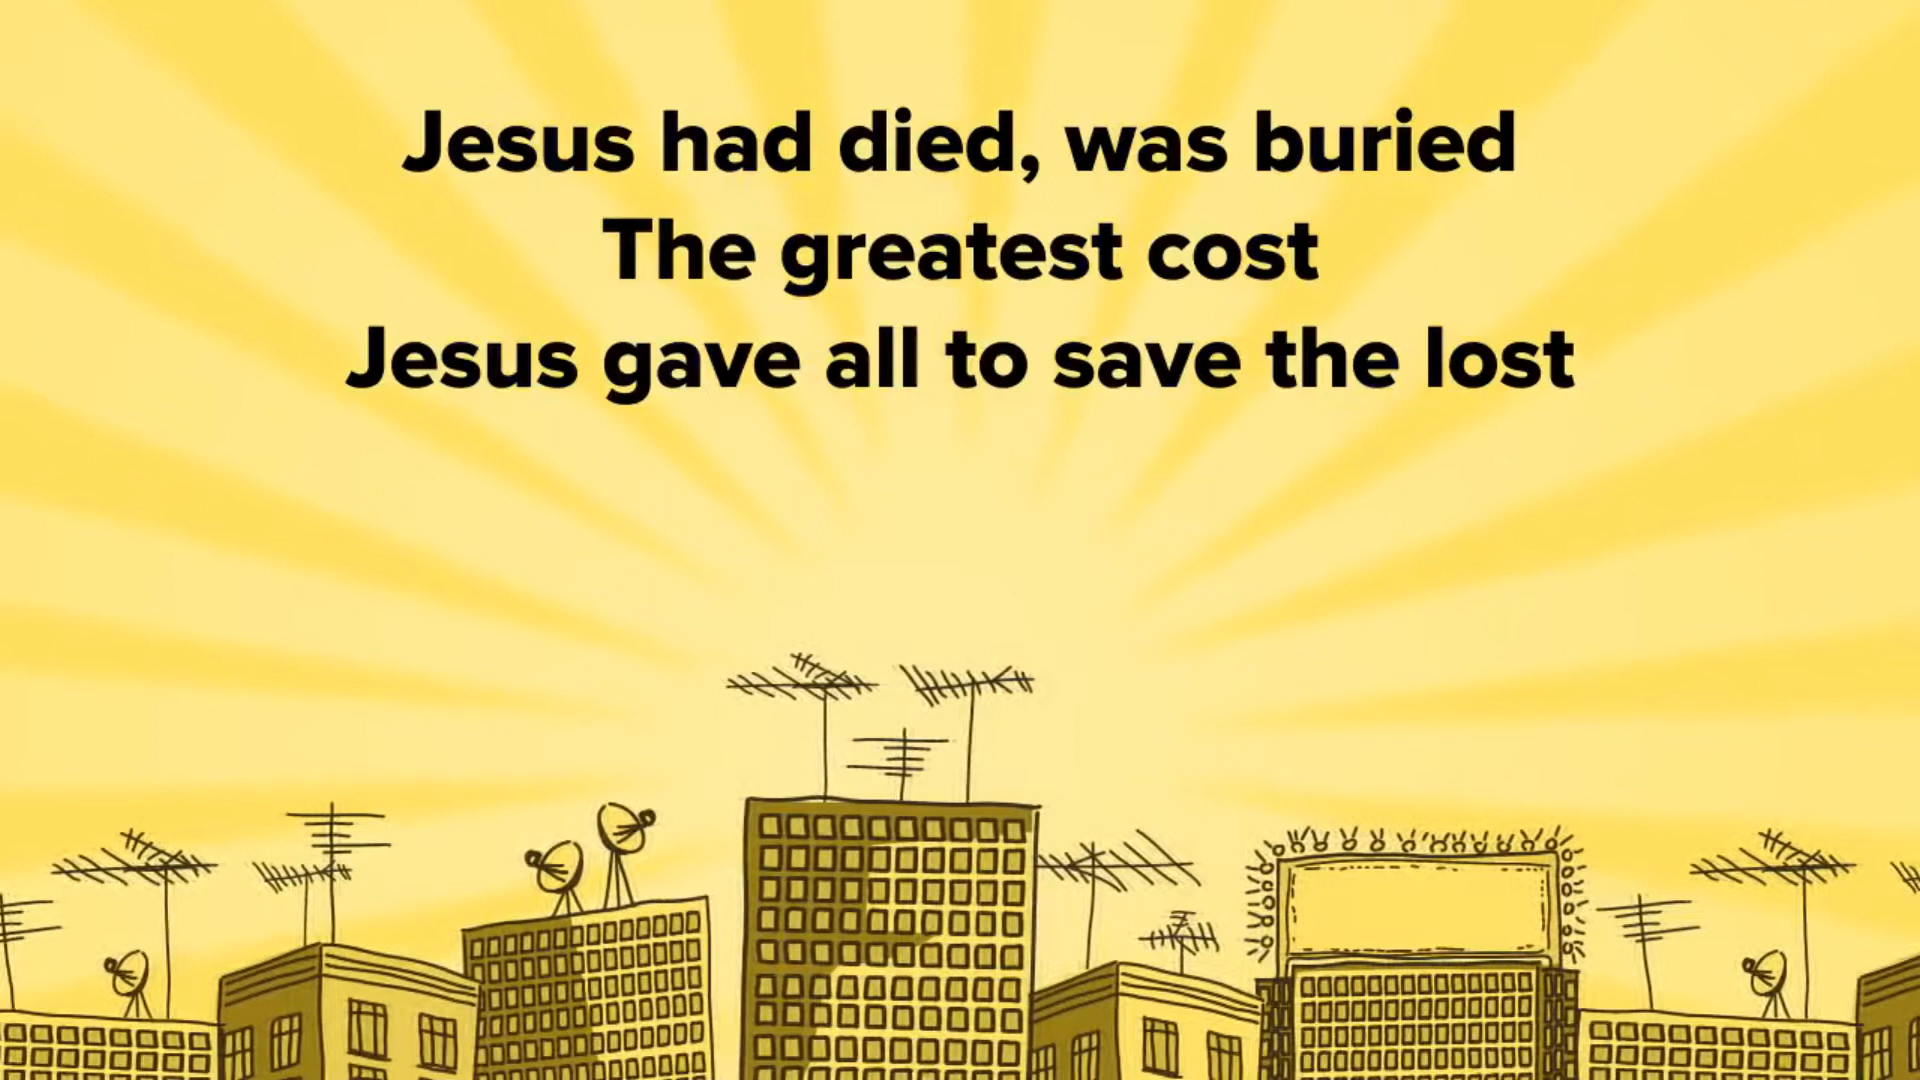 Jesus had died, was buried
The greatest cost
Jesus gave all to save the lost